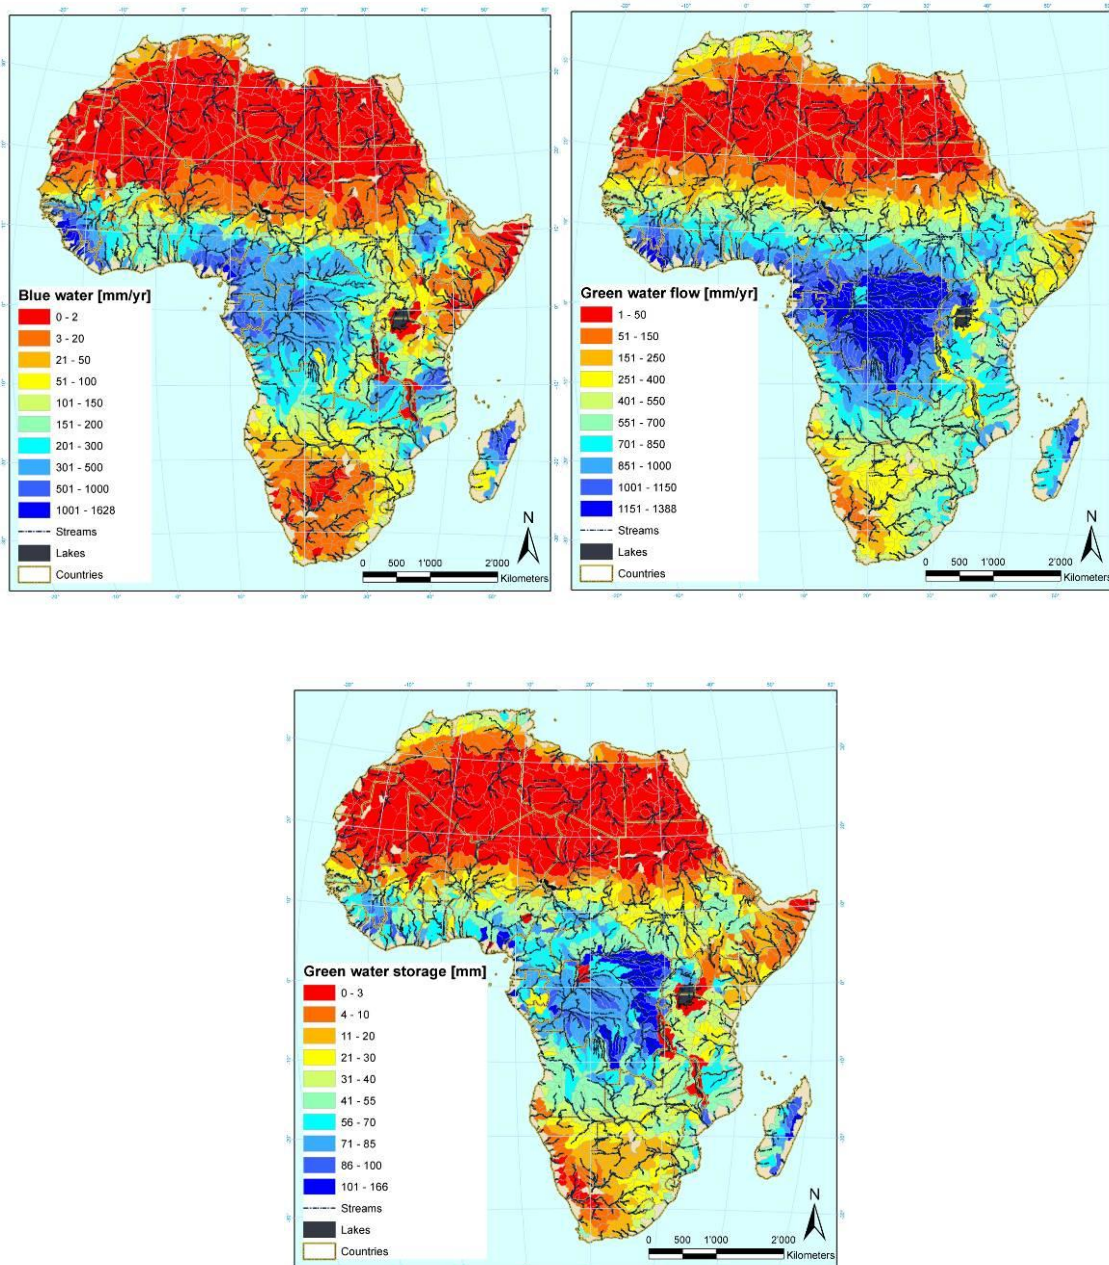 Blue water [mm/yr]
0 - 2
3 - 20
21 - 50
51 - 100
101 - 150
151 - 200
201 - 300
301 - 500
501 - 1000
1001 - 1628
Streams
Lakes
Countries
N
0 500 1'000 2'000
Kilometers
Green water flow [mm/yr]
1 - 50
51 - 150
151 - 250
251 - 400
401 - 550
551 - 700
701 - 850
851 - 1000
1001 - 1150
1151 - 1388
Streams
Lakes
Countries
N
0 500 1'000 2'000
Kilometers
Green water storage [mm]
0 - 3
4 - 10
11 - 20
21 - 30
31 - 40
41 - 55
56 - 70
71 - 85
86 - 100
101 - 166
Streams
Lakes
Countries
N
0 500 1'000 2'000
Kilometers